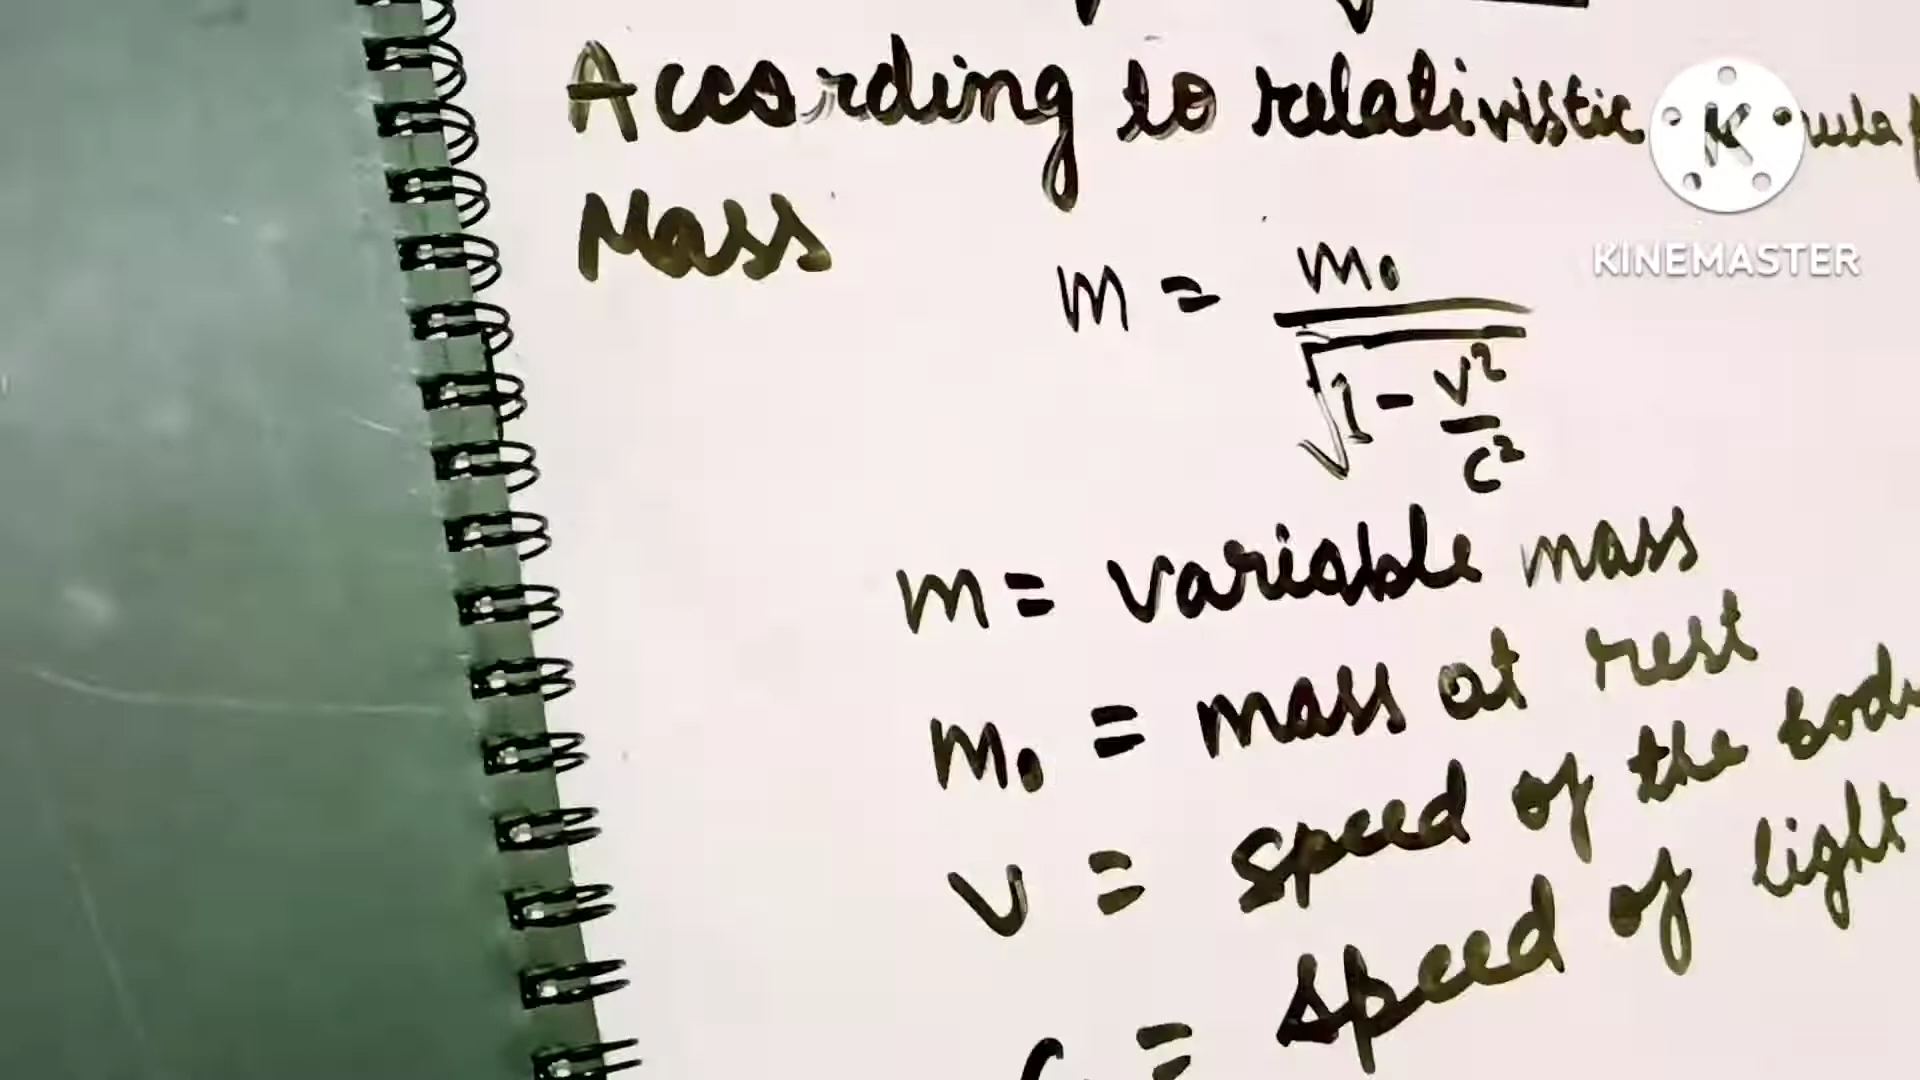 According to relativistic
Mass
m = m₀ / √(1 - v²/c²)
m = variable mass
m₀ = mass at rest
v = speed of the body
c = speed of light
K
KINEMASTER